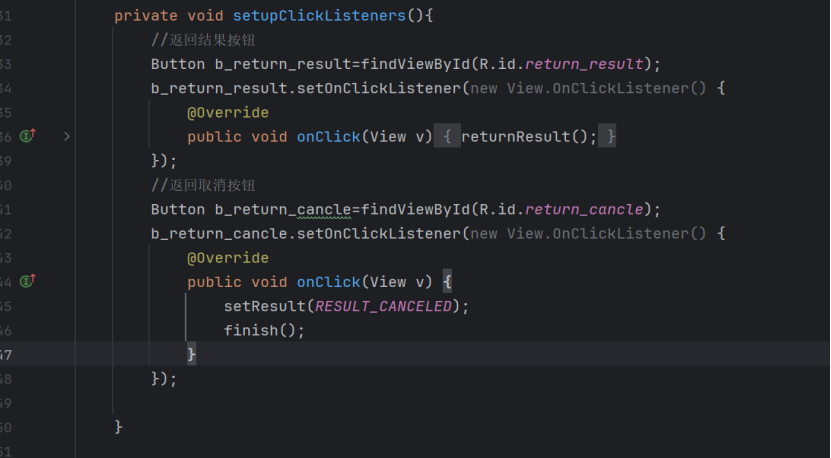 31 private void setupClickListeners(){
32 //返回结果按钮
33 Button b_return_result=findViewById(R.id.return_result);
34 b_return_result.setOnClickListener(new View.OnClickListener() {
35 @Override
36 public void onClick(View v) { returnResult(); }
39 });
40 //返回取消按钮
41 Button b_return_cancle=findViewById(R.id.return_cancle);
42 b_return_cancle.setOnClickListener(new View.OnClickListener() {
43 @Override
44 public void onClick(View v) {
45 setResult(RESULT_CANCELED);
46 finish();
47 }
48 });
49
50 }
51